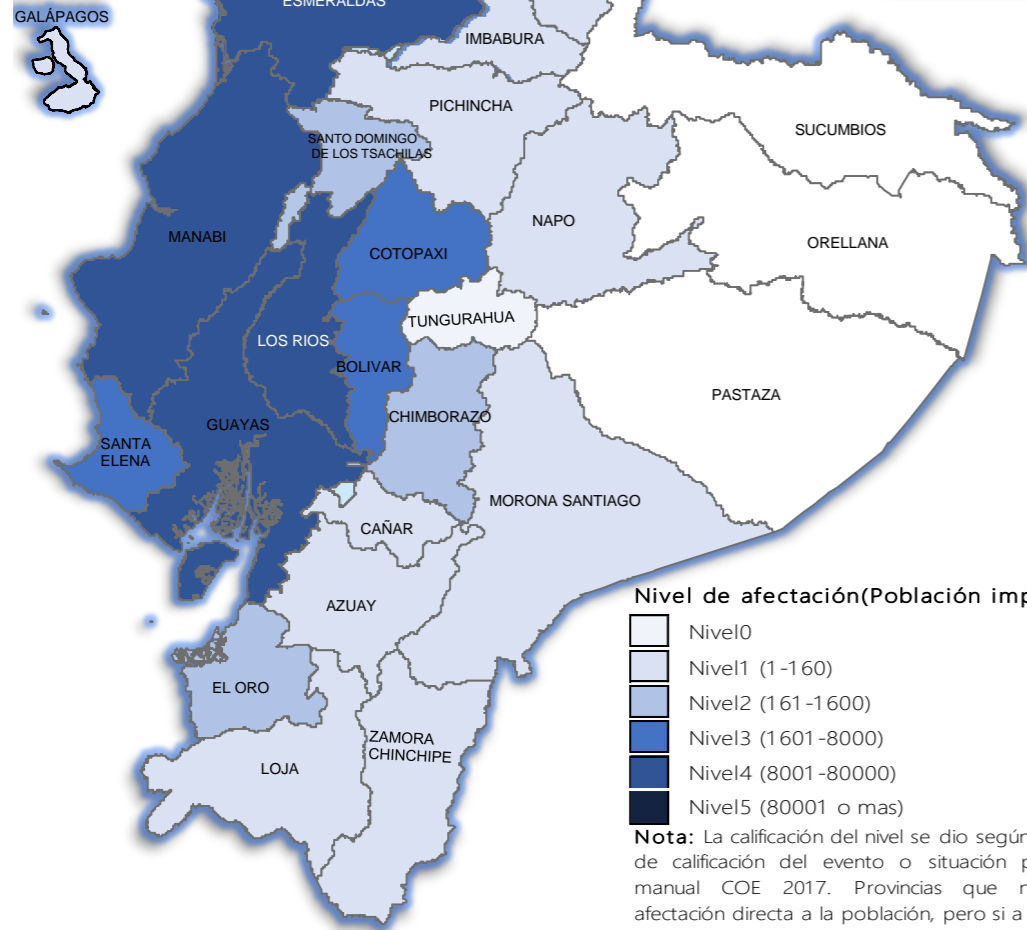 ESMERALDAS
GALÁPAGOS
IMBABURA
PICHINCHA
SUCUMBIOS
SANTO DOMINGO
DE LOS TSACHILAS
NAPO
MANABI
ORELLANA
COTOPAXI
TUNGURAHUA
LOS RIOS
BOLIVAR
PASTAZA
CHIMBORAZO
GUAYAS
SANTA
ELENA
MORONA SANTIAGO
CAÑAR
AZUAY
EL ORO
ZAMORA
CHINCHIPE
LOJA
Nivel de afectación(Población imp
Nivel0
Nivel1 (1-160)
Nivel2 (161-1600)
Nivel3 (1601-8000)
Nivel4 (8001-80000)
Nivel5 (80001 o mas)
Nota: La calificación del nivel se dio según
de calificación del evento o situación p
manual COE 2017. Provincias que n
afectación directa a la población, pero si a